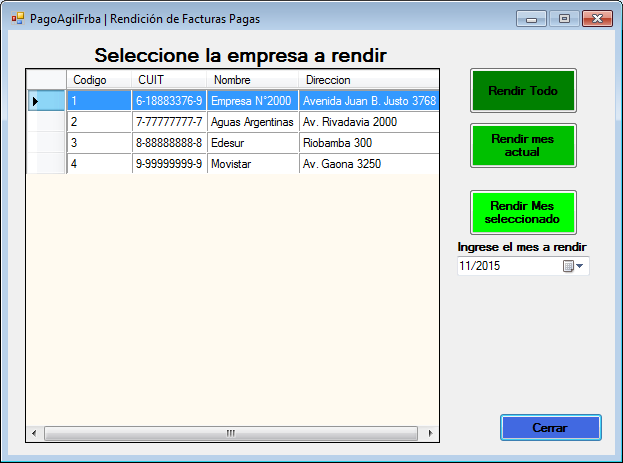 PagoAgilFrba | Rendición de Facturas Pagas
Seleccione la empresa a rendir
Codigo CUIT Nombre Direccion
1 6-18883376-9 Empresa N°2000 Avenida Juan B. Justo 3768
2 7-77777777-7 Aguas Argentinas Av. Rivadavia 2000
3 8-88888888-8 Edesur Riobamba 300
4 9-99999999-9 Movistar Av. Gaona 3250
Rendir Todo
Rendir mes
actual
Rendir Mes
seleccionado
Ingrese el mes a rendir
11/2015
Cerrar